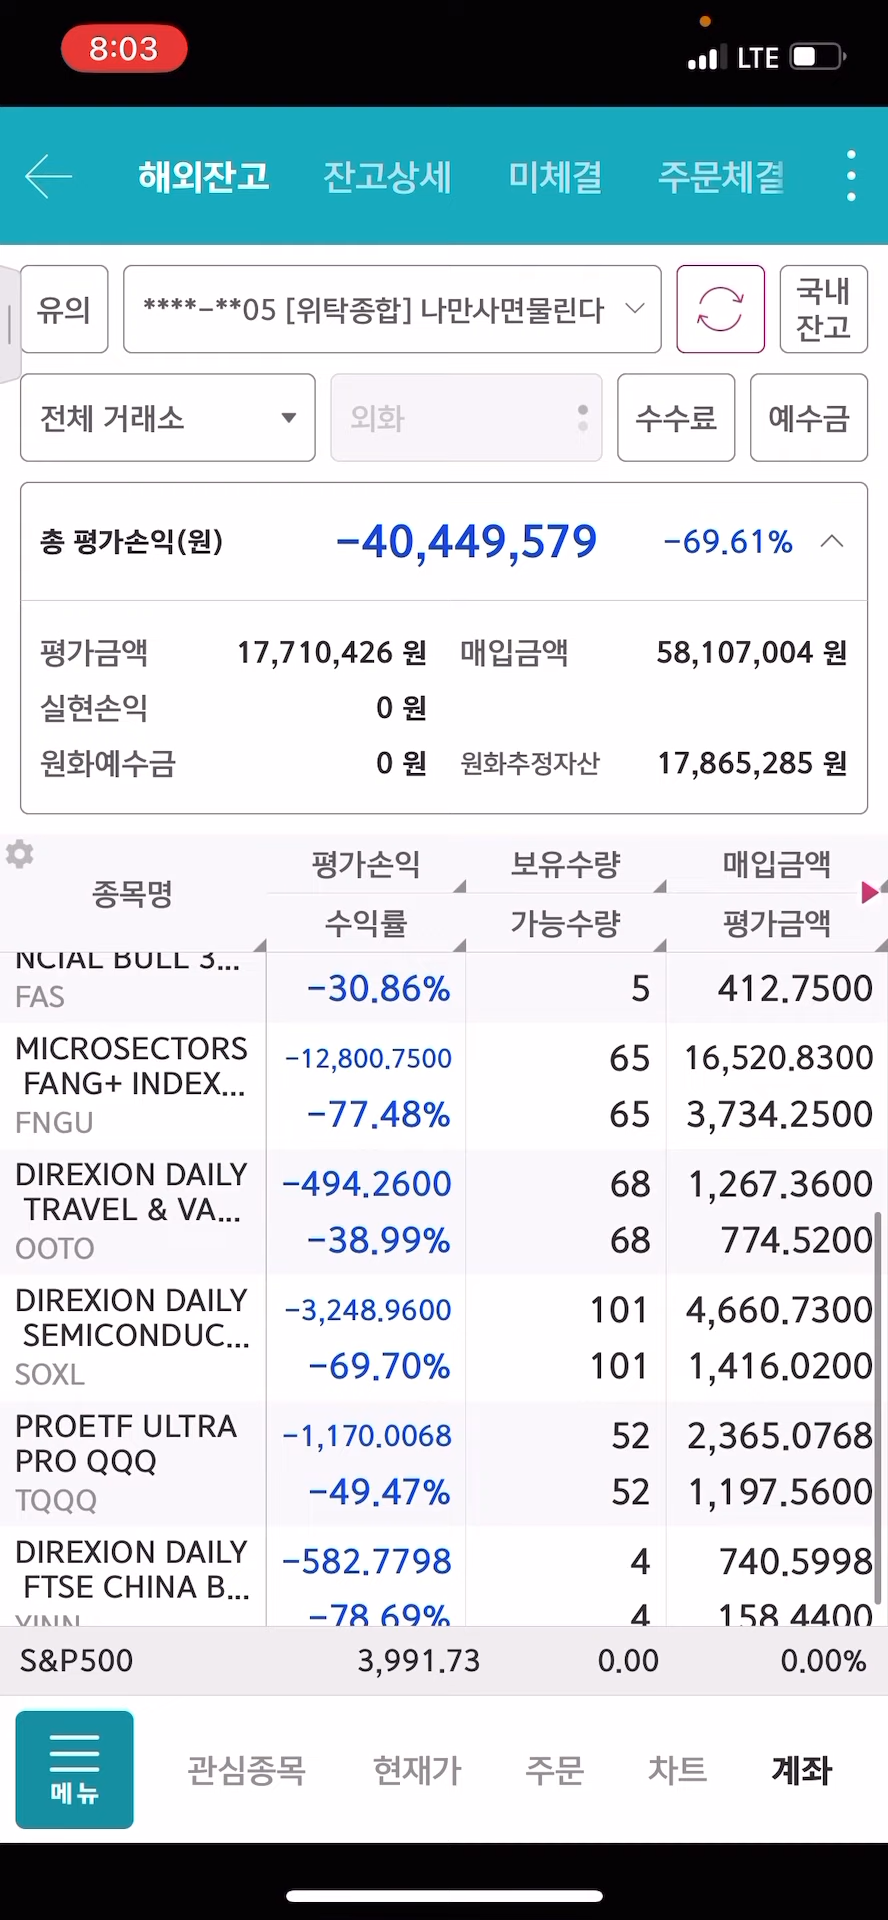 8:03
LTE
해외잔고 잔고상세 미체결 주문체결
유의 ****-**05 [위탁종합] 나만사면물린다 국내
잔고
전체 거래소 외화 수수료 예수금
총 평가손익(원) -40,449,579 -69.61%
평가금액 17,710,426 원 매입금액 58,107,004 원
실현손익 0 원
원화예수금 0 원 원화추정자산 17,865,285 원
종목명 평가손익 보유수량 매입금액
수익률 가능수량 평가금액
NCIAL BULL 3...
FAS -30.86% 5 412.7500
MICROSECTORS
FANG+ INDEX...
FNGU
-12,800.7500 65 16,520.8300
-77.48% 65 3,734.2500
DIREXION DAILY
TRAVEL & VA...
OOTO
-494.2600 68 1,267.3600
-38.99% 68 774.5200
DIREXION DAILY
SEMICONDUC...
SOXL
-3,248.9600 101 4,660.7300
-69.70% 101 1,416.0200
PROETF ULTRA
PRO QQQ
TQQQ
-1,170.0068 52 2,365.0768
-49.47% 52 1,197.5600
DIREXION DAILY
FTSE CHINA B...
YINN
-582.7798 4 740.5998
-78.69% 4 158.4400
S&P500 3,991.73 0.00 0.00%
메뉴 관심종목 현재가 주문 차트 계좌